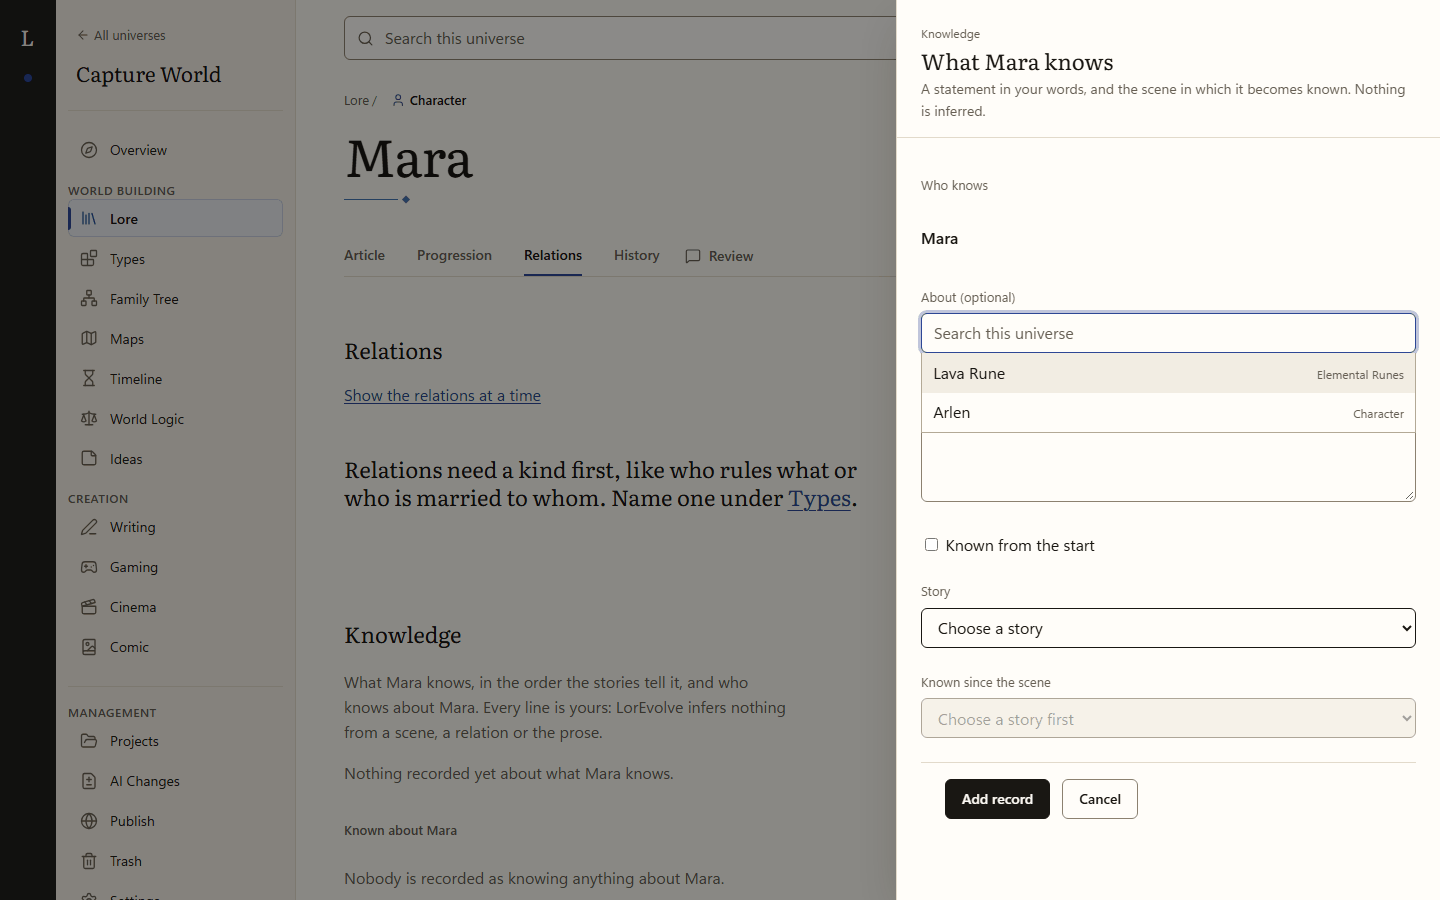 L
All universes
Capture World
Overview
WORLD BUILDING
Lore
Types
Family Tree
Maps
Timeline
World Logic
Ideas
CREATION
Writing
Gaming
Cinema
Comic
MANAGEMENT
Projects
AI Changes
Publish
Trash
Settings
Search this universe
Lore / Character
Mara
Article Progression Relations History Review
Relations
Show the relations at a time
Relations need a kind first, like who rules what or
who is married to whom. Name one under Types.
Knowledge
What Mara knows, in the order the stories tell it, and who
knows about Mara. Every line is yours: LorEvolve infers nothing
from a scene, a relation or the prose.
Nothing recorded yet about what Mara knows.
Known about Mara
Nobody is recorded as knowing anything about Mara.
Knowledge
What Mara knows
A statement in your words, and the scene in which it becomes known. Nothing
is inferred.
Who knows
Mara
About (optional)
Search this universe
Lava Rune Elemental Runes
Arlen Character
Known from the start
Story
Choose a story
Known since the scene
Choose a story first
Add record Cancel